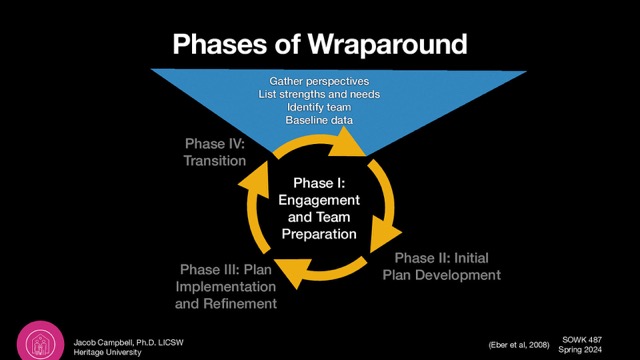 Phases of Wraparound
Gather perspectives
List strengths and needs
Identify team
Baseline data
Phase IV:
Transition
Phase I:
Engagement
and Team
Preparation
Phase II: Initial
Plan Development
Phase III: Plan
Implementation
and Refinement
Jacob Campbell, Ph.D. LICSW
Heritage University
(Eber et al, 2008)
SOWK 487
Spring 2024